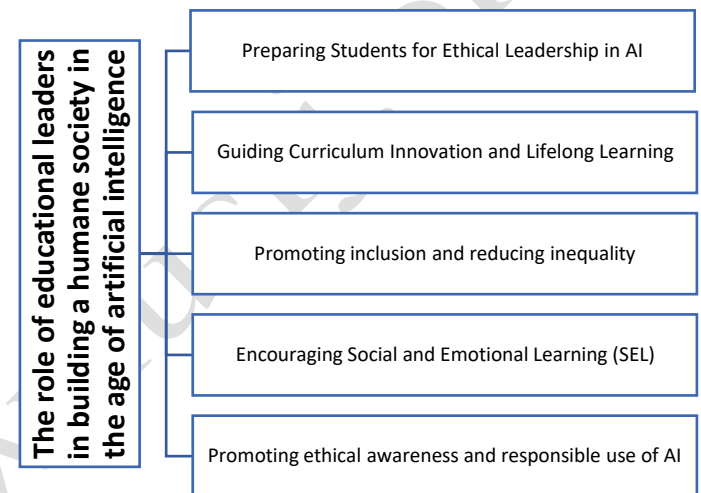 The role of educational leaders
in building a humane society in
the age of artificial intelligence
Preparing Students for Ethical Leadership in AI
Guiding Curriculum Innovation and Lifelong Learning
Promoting inclusion and reducing inequality
Encouraging Social and Emotional Learning (SEL)
Promoting ethical awareness and responsible use of AI